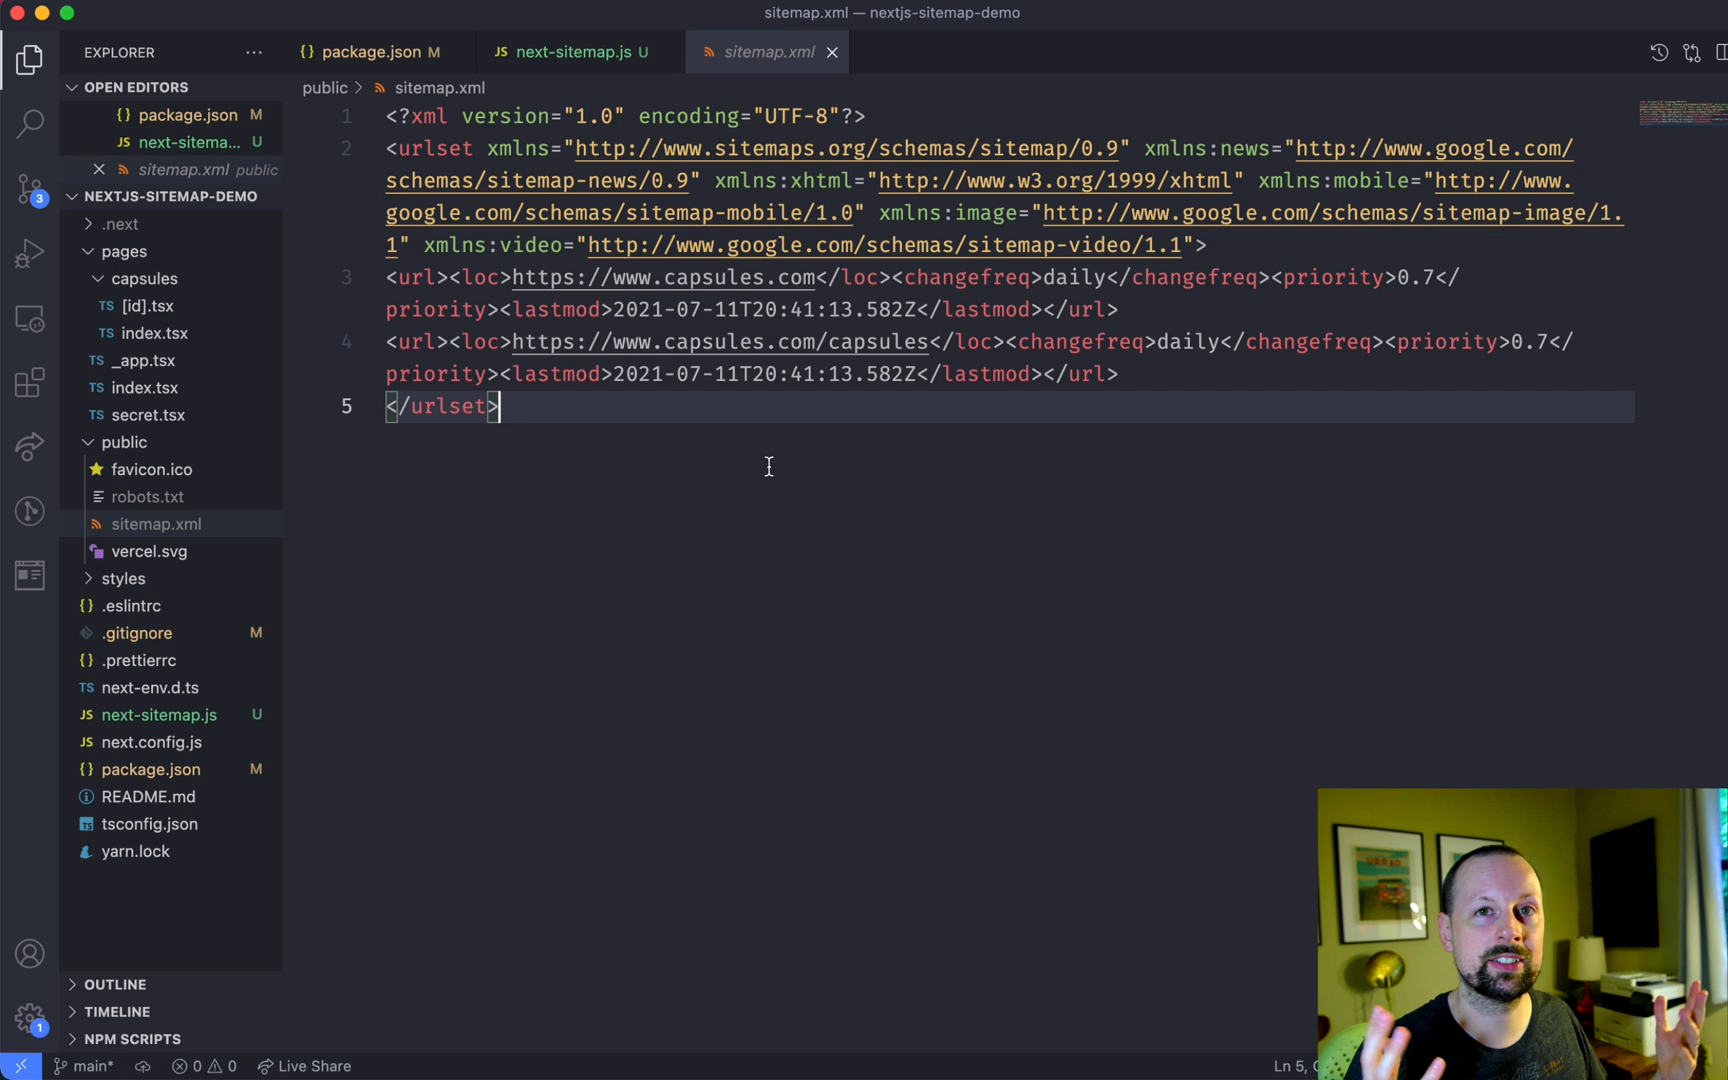 sitemap.xml — nextjs-sitemap-demo
EXPLORER
package.json M
next-sitemap.js U
sitemap.xml
OPEN EDITORS
package.json M
next-sitema... U
sitemap.xml public
3
NEXTJS-SITEMAP-DEMO
.next
pages
capsules
TS [id].tsx
TS index.tsx
TS _app.tsx
TS index.tsx
TS secret.tsx
public
favicon.ico
robots.txt
sitemap.xml
vercel.svg
styles
{} .eslintrc
.gitignore M
{} .prettierrc
TS next-env.d.ts
JS next-sitemap.js U
JS next.config.js
{} package.json M
README.md
TS tsconfig.json
yarn.lock
OUTLINE
TIMELINE
NPM SCRIPTS
1
public > sitemap.xml
1 <?xml version="1.0" encoding="UTF-8"?>
2 <urlset xmlns="http://www.sitemaps.org/schemas/sitemap/0.9" xmlns:news="http://www.google.com/
schemas/sitemap-news/0.9" xmlns:xhtml="http://www.w3.org/1999/xhtml" xmlns:mobile="http://www.
google.com/schemas/sitemap-mobile/1.0" xmlns:image="http://www.google.com/schemas/sitemap-image/1.
1" xmlns:video="http://www.google.com/schemas/sitemap-video/1.1">
3 <url><loc>https://www.capsules.com</loc><changefreq>daily</changefreq><priority>0.7</
priority><lastmod>2021-07-11T20:41:13.582Z</lastmod></url>
4 <url><loc>https://www.capsules.com/capsules</loc><changefreq>daily</changefreq><priority>0.7</
priority><lastmod>2021-07-11T20:41:13.582Z</lastmod></url>
5 </urlset>
main* 0 0 Live Share
Ln 5,